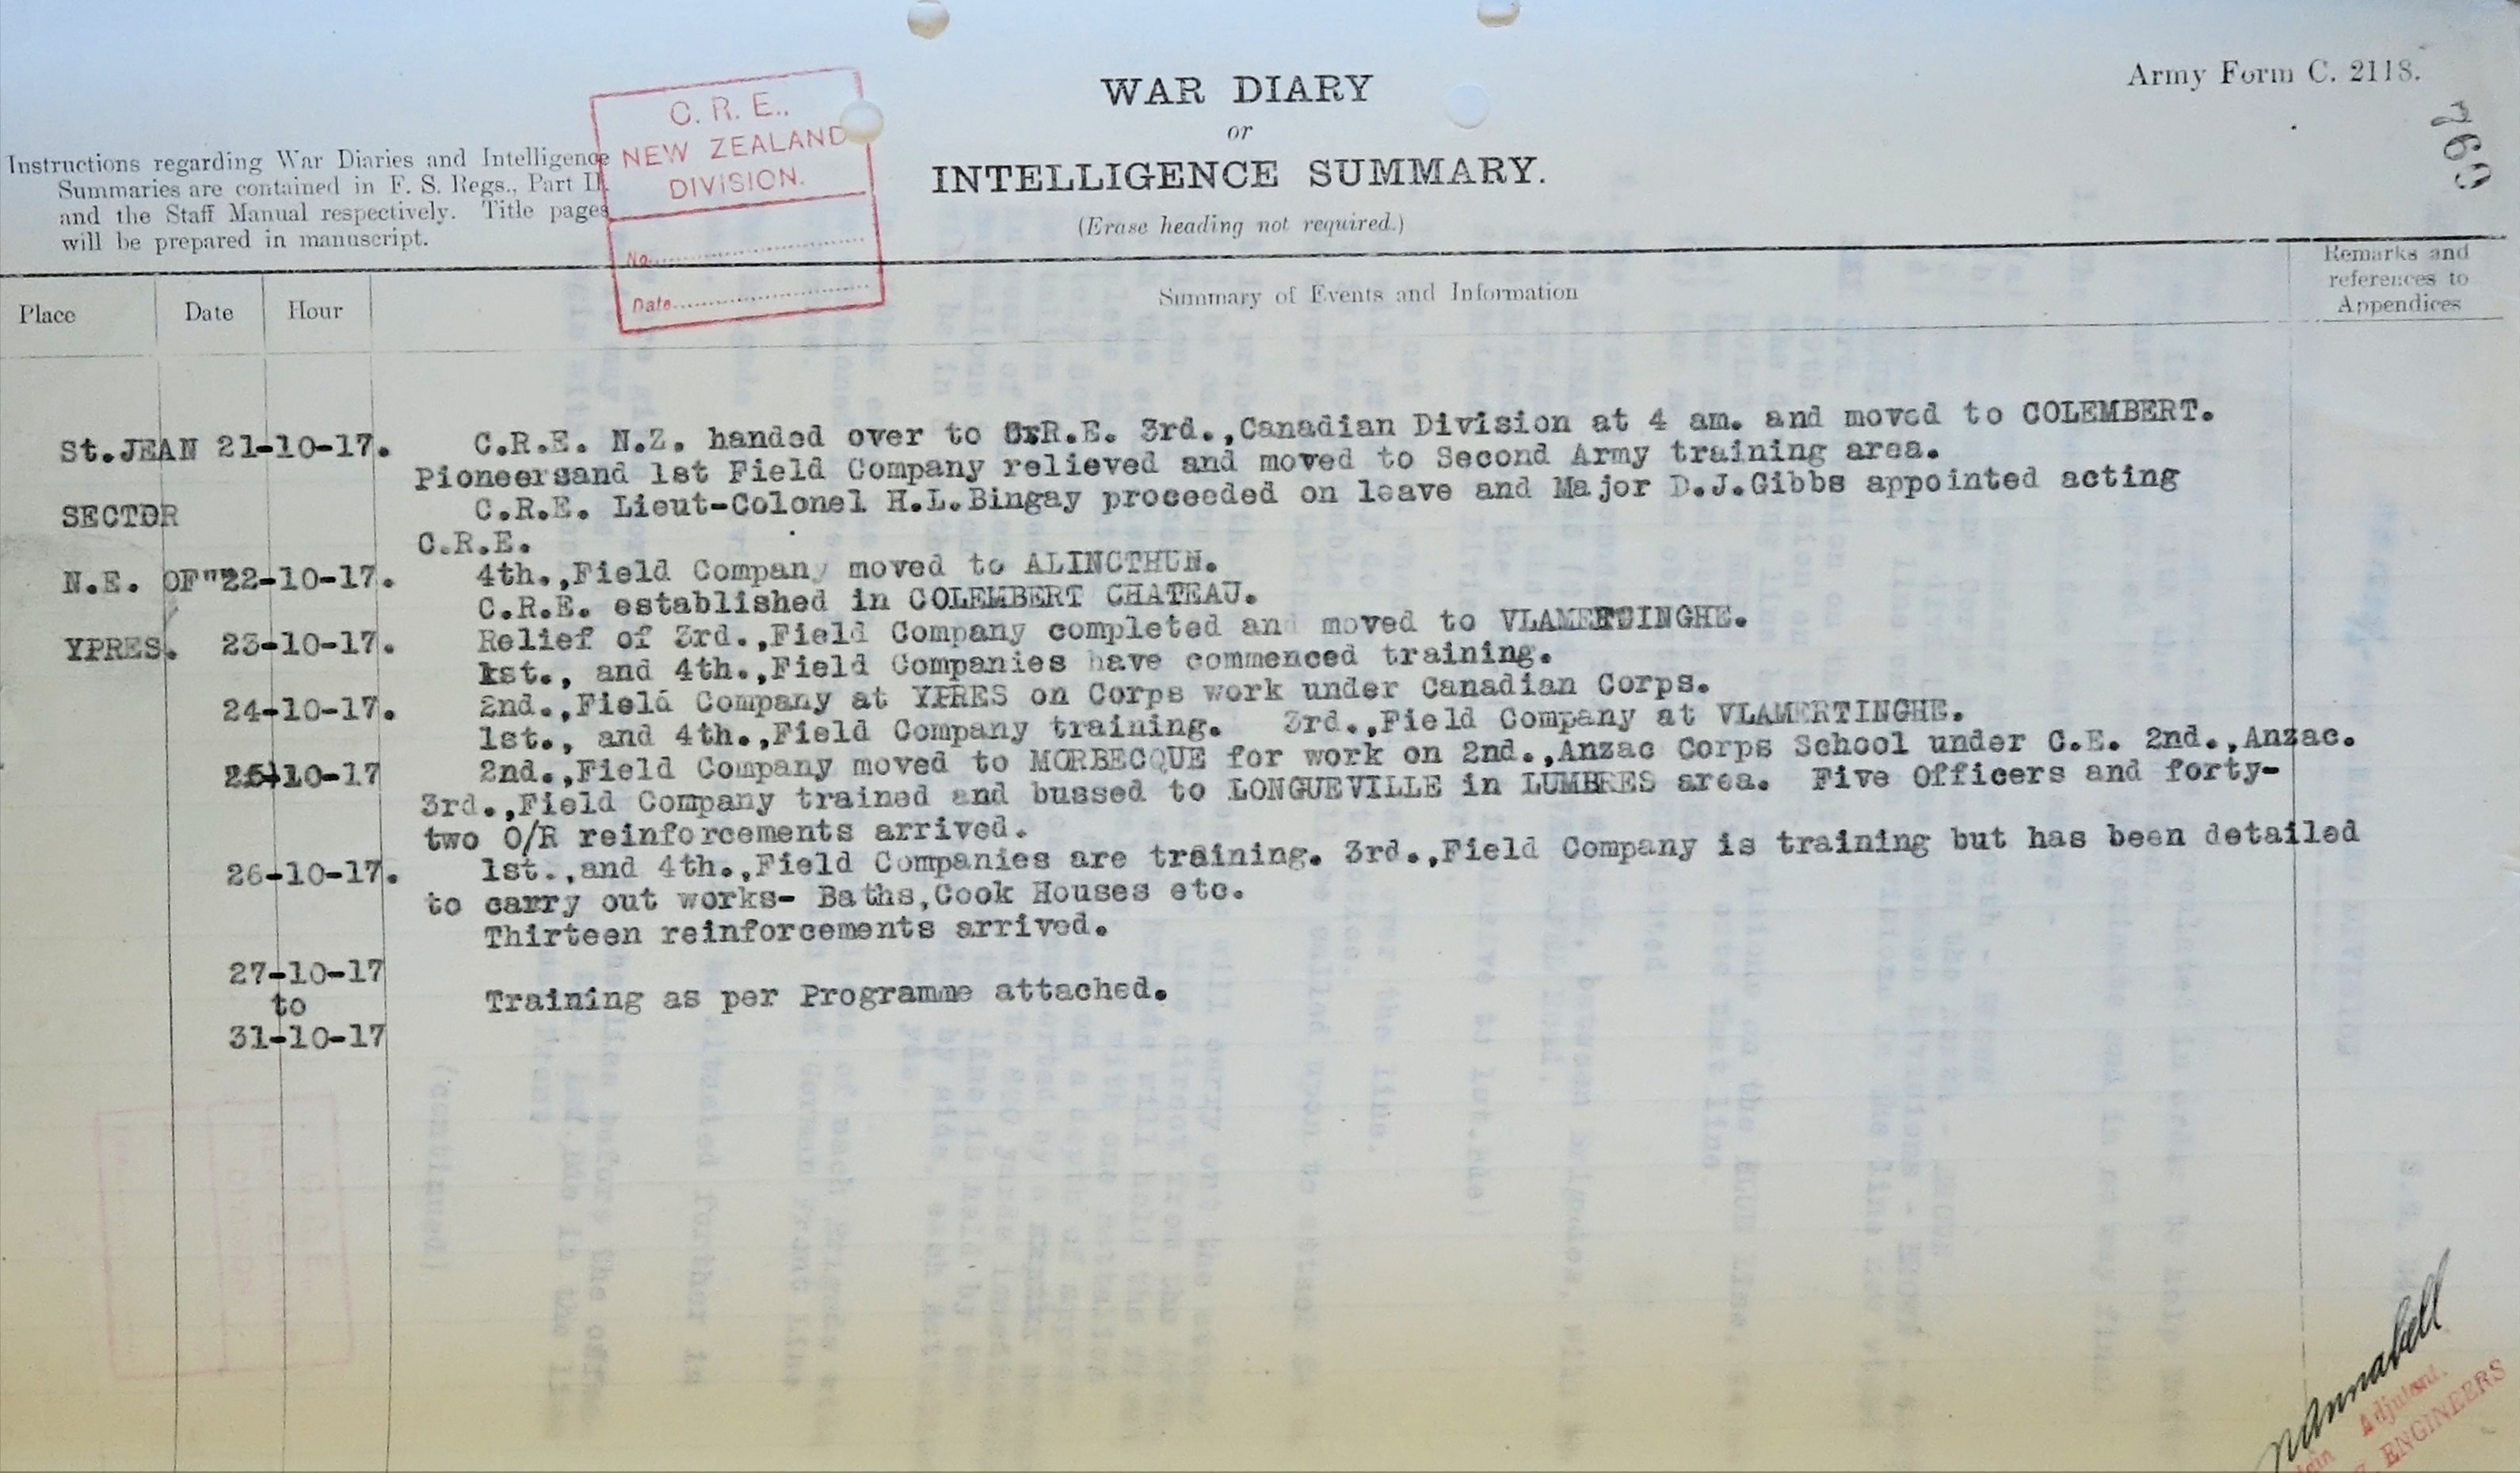 Army Form C. 2118.
769
WAR DIARY
or
INTELLIGENCE SUMMARY.
(Erase heading not required.)
Instructions regarding War Diaries and Intelligence
Summaries are contained in F. S. Regs., Part II.
and the Staff Manual respectively. Title pages
will be prepared in manuscript.
C. R. E.,
NEW ZEALAND
DIVISION.
No.
Date
Place Date Hour Summary of Events and Information Remarks and
references to
Appendices
St.JEAN 21-10-17. C.R.E. N.Z. handed over to C.R.E. 3rd.,Canadian Division at 4 am. and moved to COLEMBERT.
Pioneersand 1st Field Company relieved and moved to Second Army training area.
SECTOR C.R.E. Lieut-Colonel H.L.Bingay proceeded on leave and Major D.J.Gibbs appointed acting
C.R.E.
N.E. OF""22-10-17. 4th.,Field Company moved to ALINCTHUN.
C.R.E. established in COLEMBERT CHATEAU.
YPRES. 23-10-17. Relief of 3rd.,Field Company completed and moved to VLAMERTINGHE.
1st., and 4th.,Field Companies have commenced training.
24-10-17. 2nd.,Field Company at YPRES on Corps work under Canadian Corps.
1st., and 4th.,Field Company training. 3rd.,Field Company at VLAMERTINGHE.
25-10-17 2nd.,Field Company moved to MORBECQUE for work on 2nd.,Anzac Corps School under C.E. 2nd.,Anzac.
3rd.,Field Company trained and bussed to LONGUEVILLE in LUMBRES area. Five Officers and forty-
two O/R reinforcements arrived.
26-10-17. 1st.,and 4th.,Field Companies are training. 3rd.,Field Company is training but has been detailed
to carry out works- Baths,Cook Houses etc.
Thirteen reinforcements arrived.
27-10-17
to Training as per Programme attached.
31-10-17
Annabell
Adjutant.
ENGINEERS